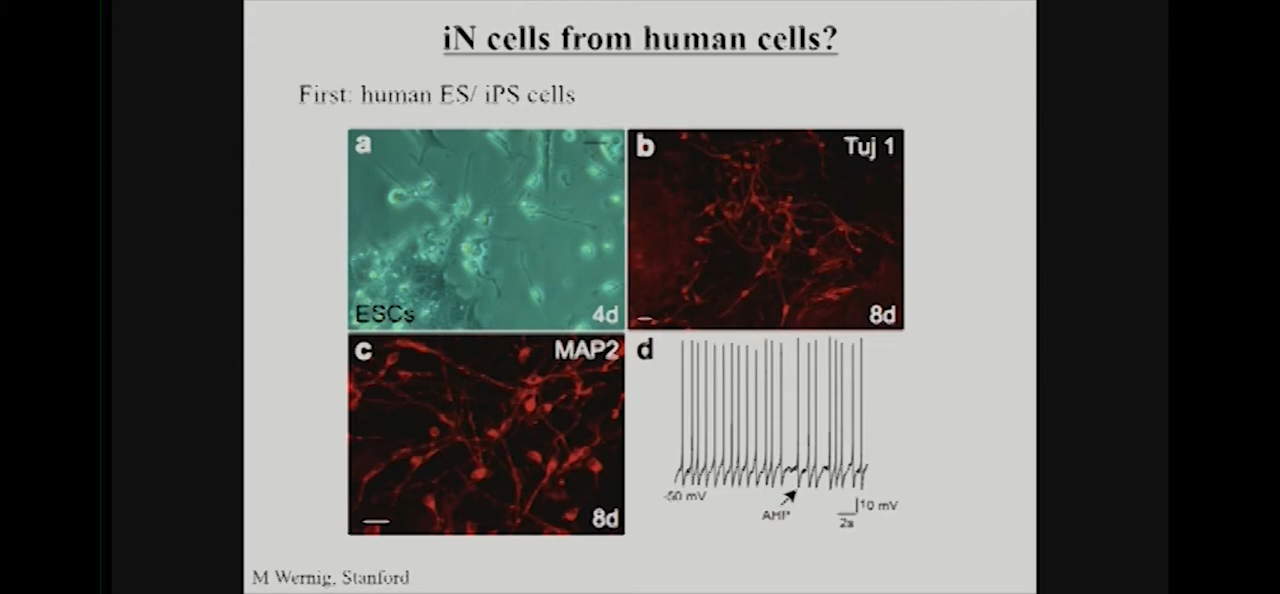 iN cells from human cells?
First: human ES/ iPS cells
a
ESCs
4d
b
Tuj 1
8d
c
MAP2
8d
d
-50 mV
AHP
10 mV
2s
M Wernig, Stanford